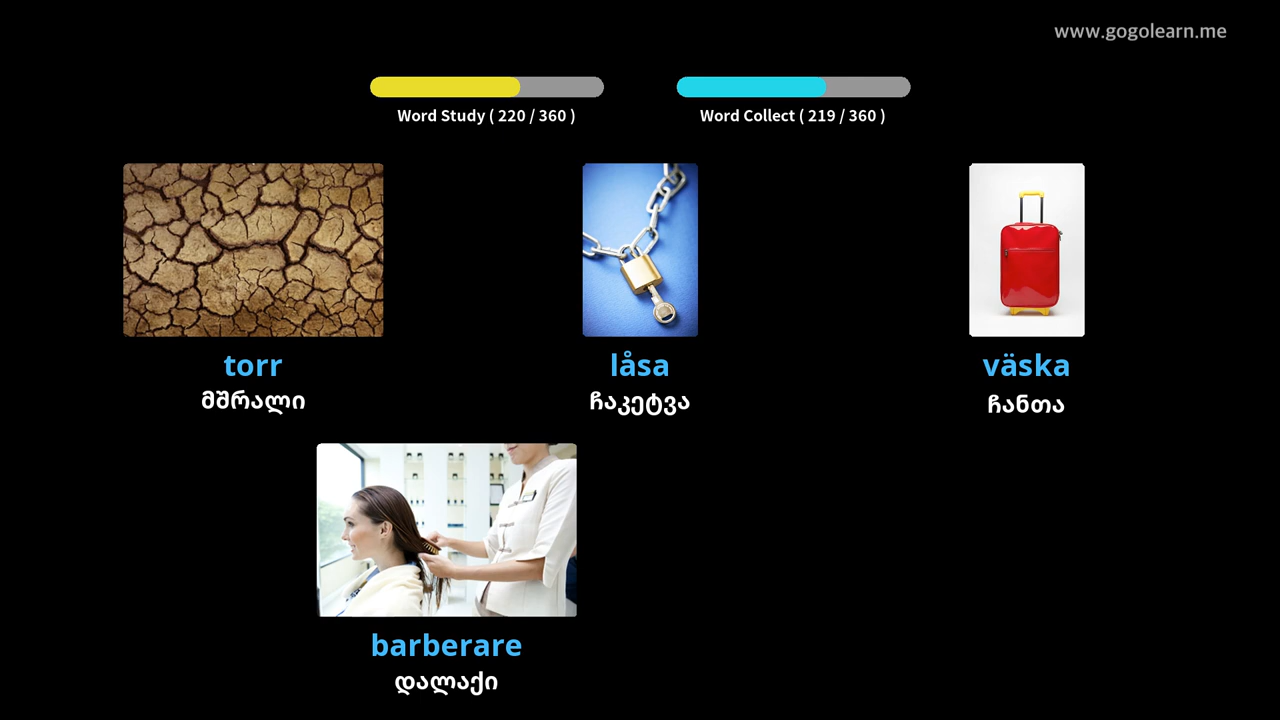 www.gogolearn.me
Word Study ( 220 / 360 )
Word Collect ( 219 / 360 )
torr
მშრალი
låsa
ჩაკეტვა
väska
ჩანთა
barberare
დალაქი